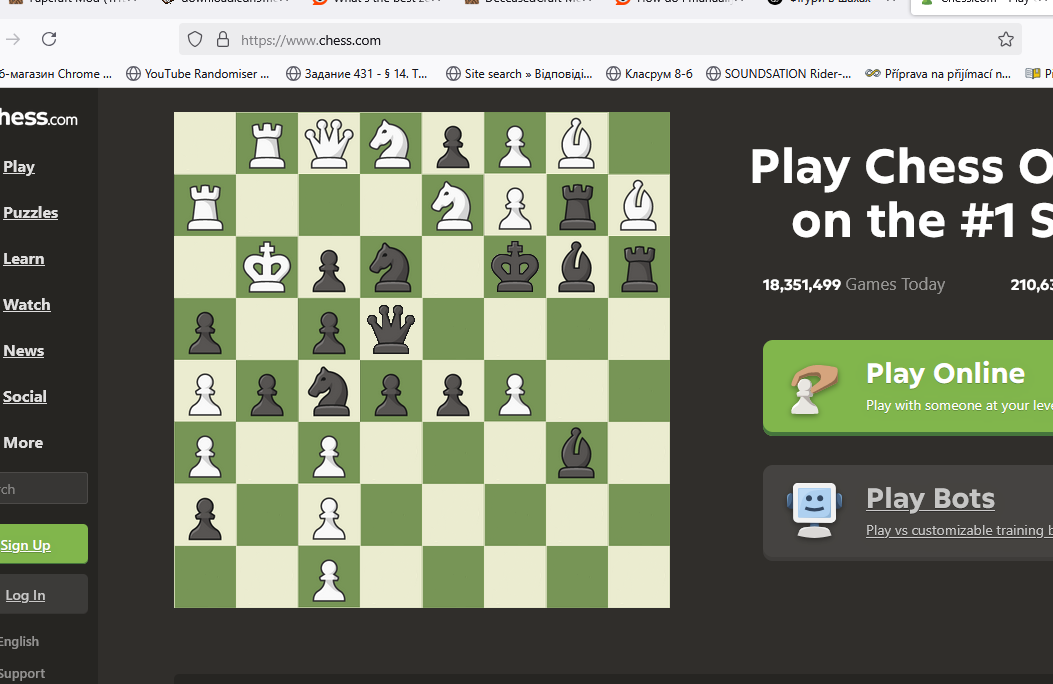 https://www.chess.com
б-магазин Chrome ...
YouTube Randomiser ...
Задание 431 - § 14. Т...
Site search » Відповіді...
Класрум 8-б
SOUNDSATION Rider-...
Příprava na přijímací n...
hess.com
Play
Puzzles
Learn
Watch
News
Social
More
rch
Sign Up
Log In
English
Support
Play Chess O
on the #1 S
18,351,499 Games Today
210,63
Play Online
Play with someone at your leve
Play Bots
Play vs customizable training b